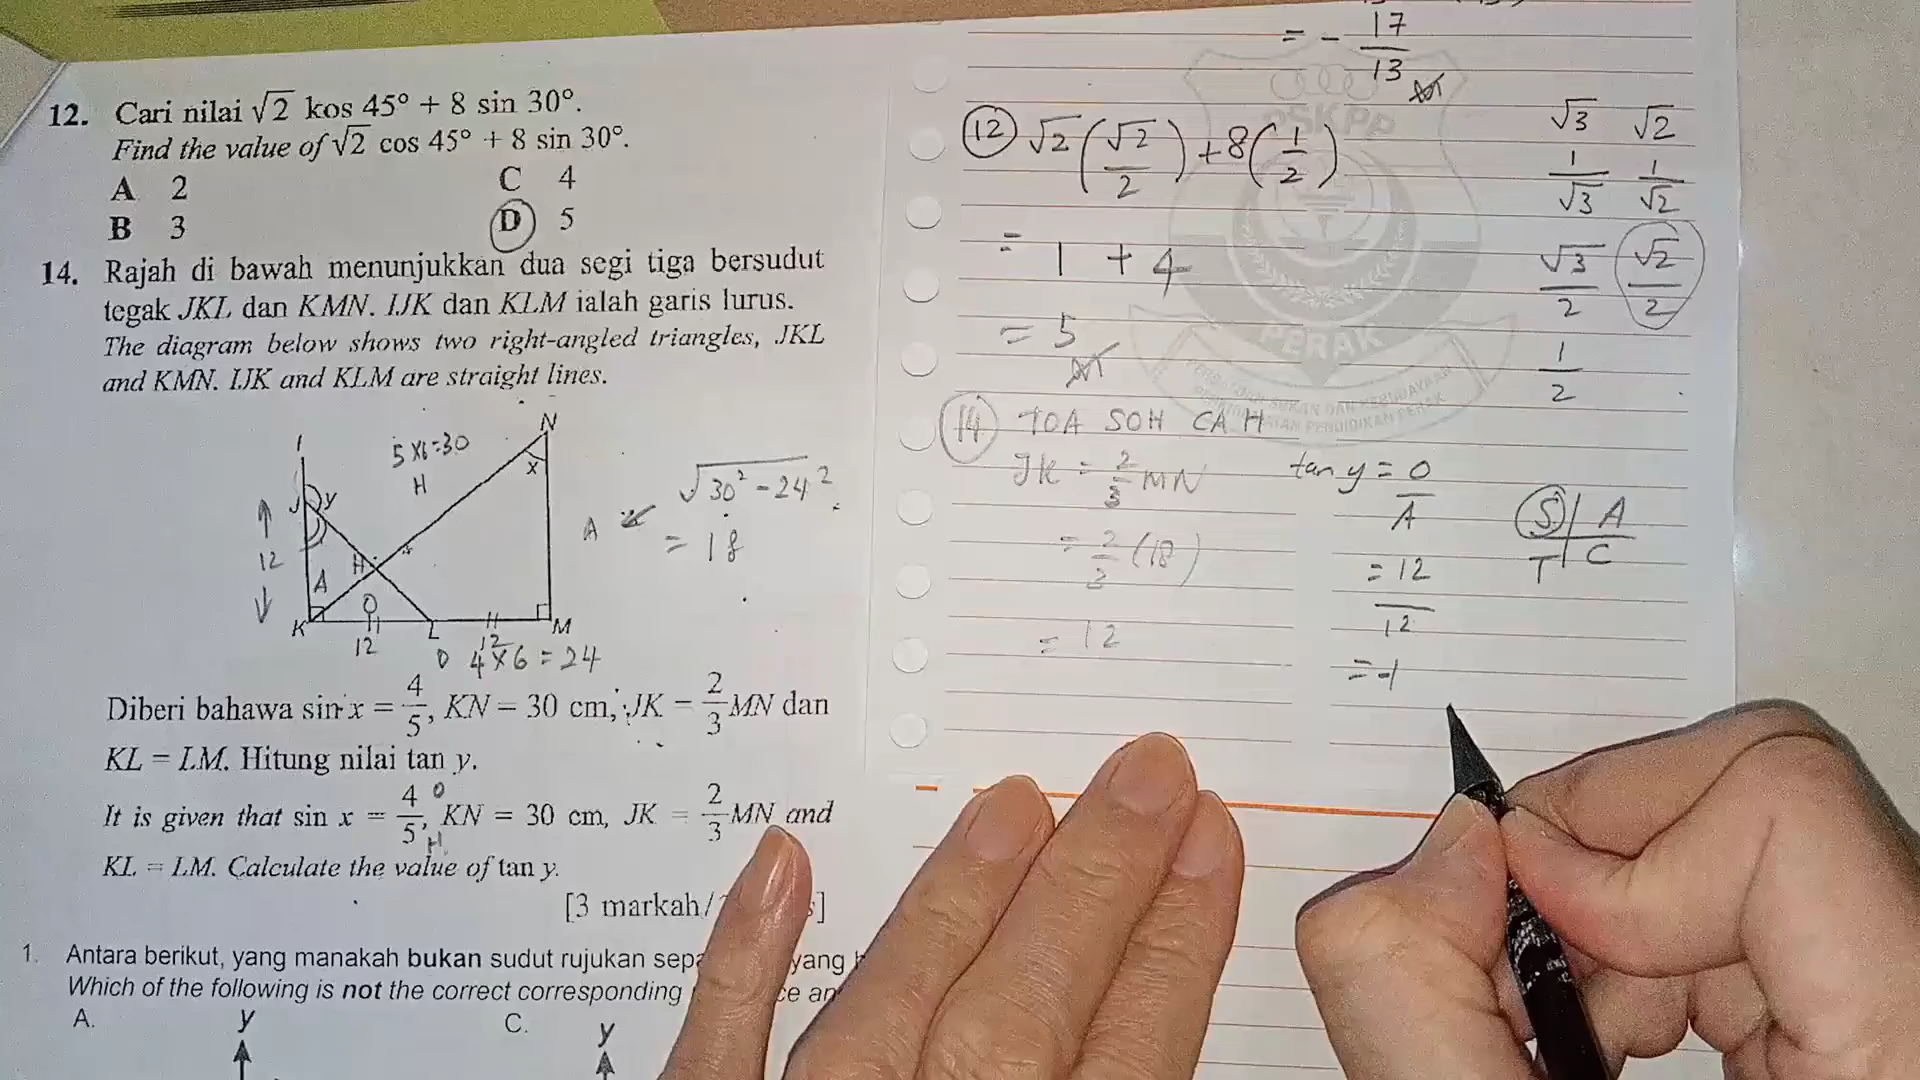 12. Cari nilai √2 kos 45° + 8 sin 30°.
Find the value of √2 cos 45° + 8 sin 30°.
A 2 C 4
B 3 D 5
14. Rajah di bawah menunjukkan dua segi tiga bersudut
tegak JKL dan KMN. IJK dan KLM ialah garis lurus.
The diagram below shows two right-angled triangles, JKL
and KMN. IJK and KLM are straight lines.
I N
5 x 6 = 30
H
x
J y
12
A H
K O L M
12 12
O 4 x 6 = 24
A
√30² - 24²
= 18
Diberi bahawa sin x = 4/5, KN = 30 cm, JK = 2/3 MN dan
KL = LM. Hitung nilai tan y.
It is given that sin x = 4/5, KN = 30 cm, JK = 2/3 MN and
O
H
KL = LM. Calculate the value of tan y.
[3 markah/
1. Antara berikut, yang manakah bukan sudut rujukan yang
Which of the following is not the correct corresponding
A. C.
y y
= - 17/13
12 √2 (√2/2) + 8 (1/2)
= 1 + 4
= 5
√3 √2
1/√3 1/√2
√3/2 √2/2
1/2
14 TOA SOH CAH
JK = 2/3 MN
= 2/3 (18)
= 12
tan y = O/A
= 12/12
= -1
S A
T C
PSKPP
PERAK